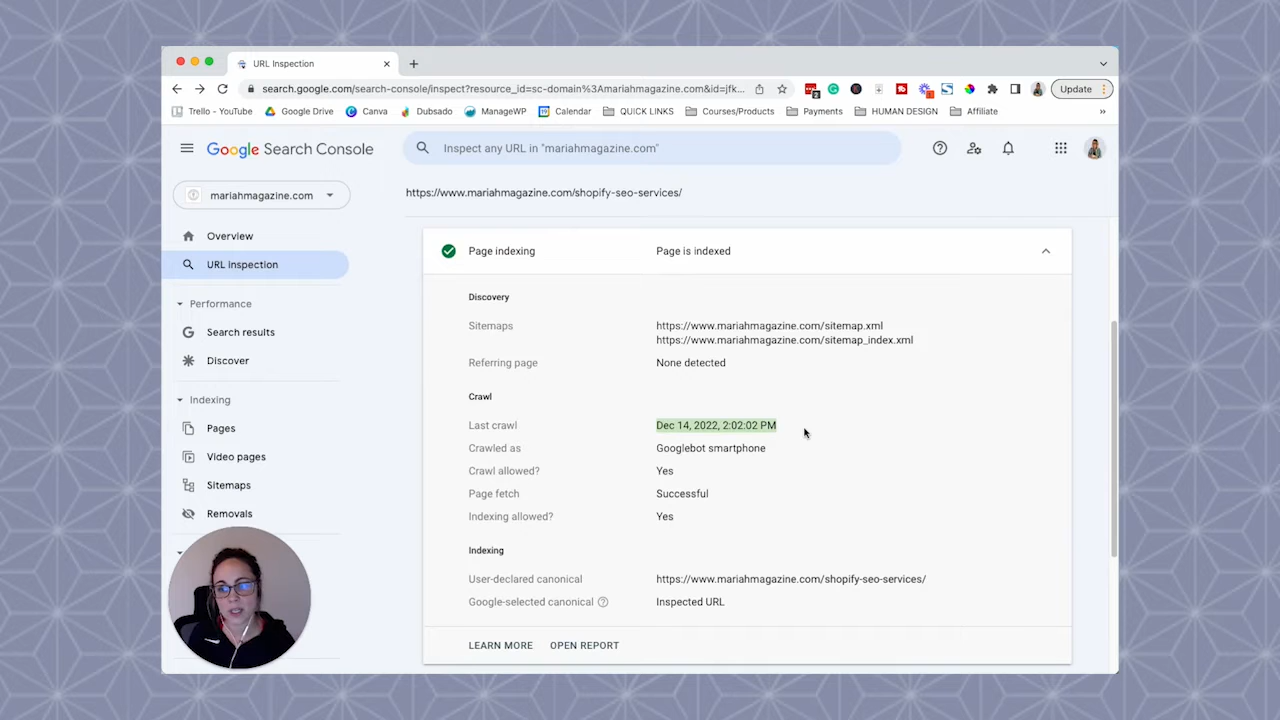 URL Inspection
search.google.com/search-console/inspect?resource_id=sc-domain%3Amariahmagazine.com&id=jfk...
Update
Trello - YouTube
Google Drive
Canva
Dubsado
ManageWP
Calendar
QUICK LINKS
Courses/Products
Payments
HUMAN DESIGN
Affiliate
Google Search Console
Inspect any URL in "mariahmagazine.com"
mariahmagazine.com
https://www.mariahmagazine.com/shopify-seo-services/
Overview
URL Inspection
Performance
Search results
Discover
Indexing
Pages
Video pages
Sitemaps
Removals
Page indexing Page is indexed
Discovery
Sitemaps https://www.mariahmagazine.com/sitemap.xml
https://www.mariahmagazine.com/sitemap_index.xml
Referring page None detected
Crawl
Last crawl Dec 14, 2022, 2:02:02 PM
Crawled as Googlebot smartphone
Crawl allowed? Yes
Page fetch Successful
Indexing allowed? Yes
Indexing
User-declared canonical https://www.mariahmagazine.com/shopify-seo-services/
Google-selected canonical Inspected URL
LEARN MORE OPEN REPORT